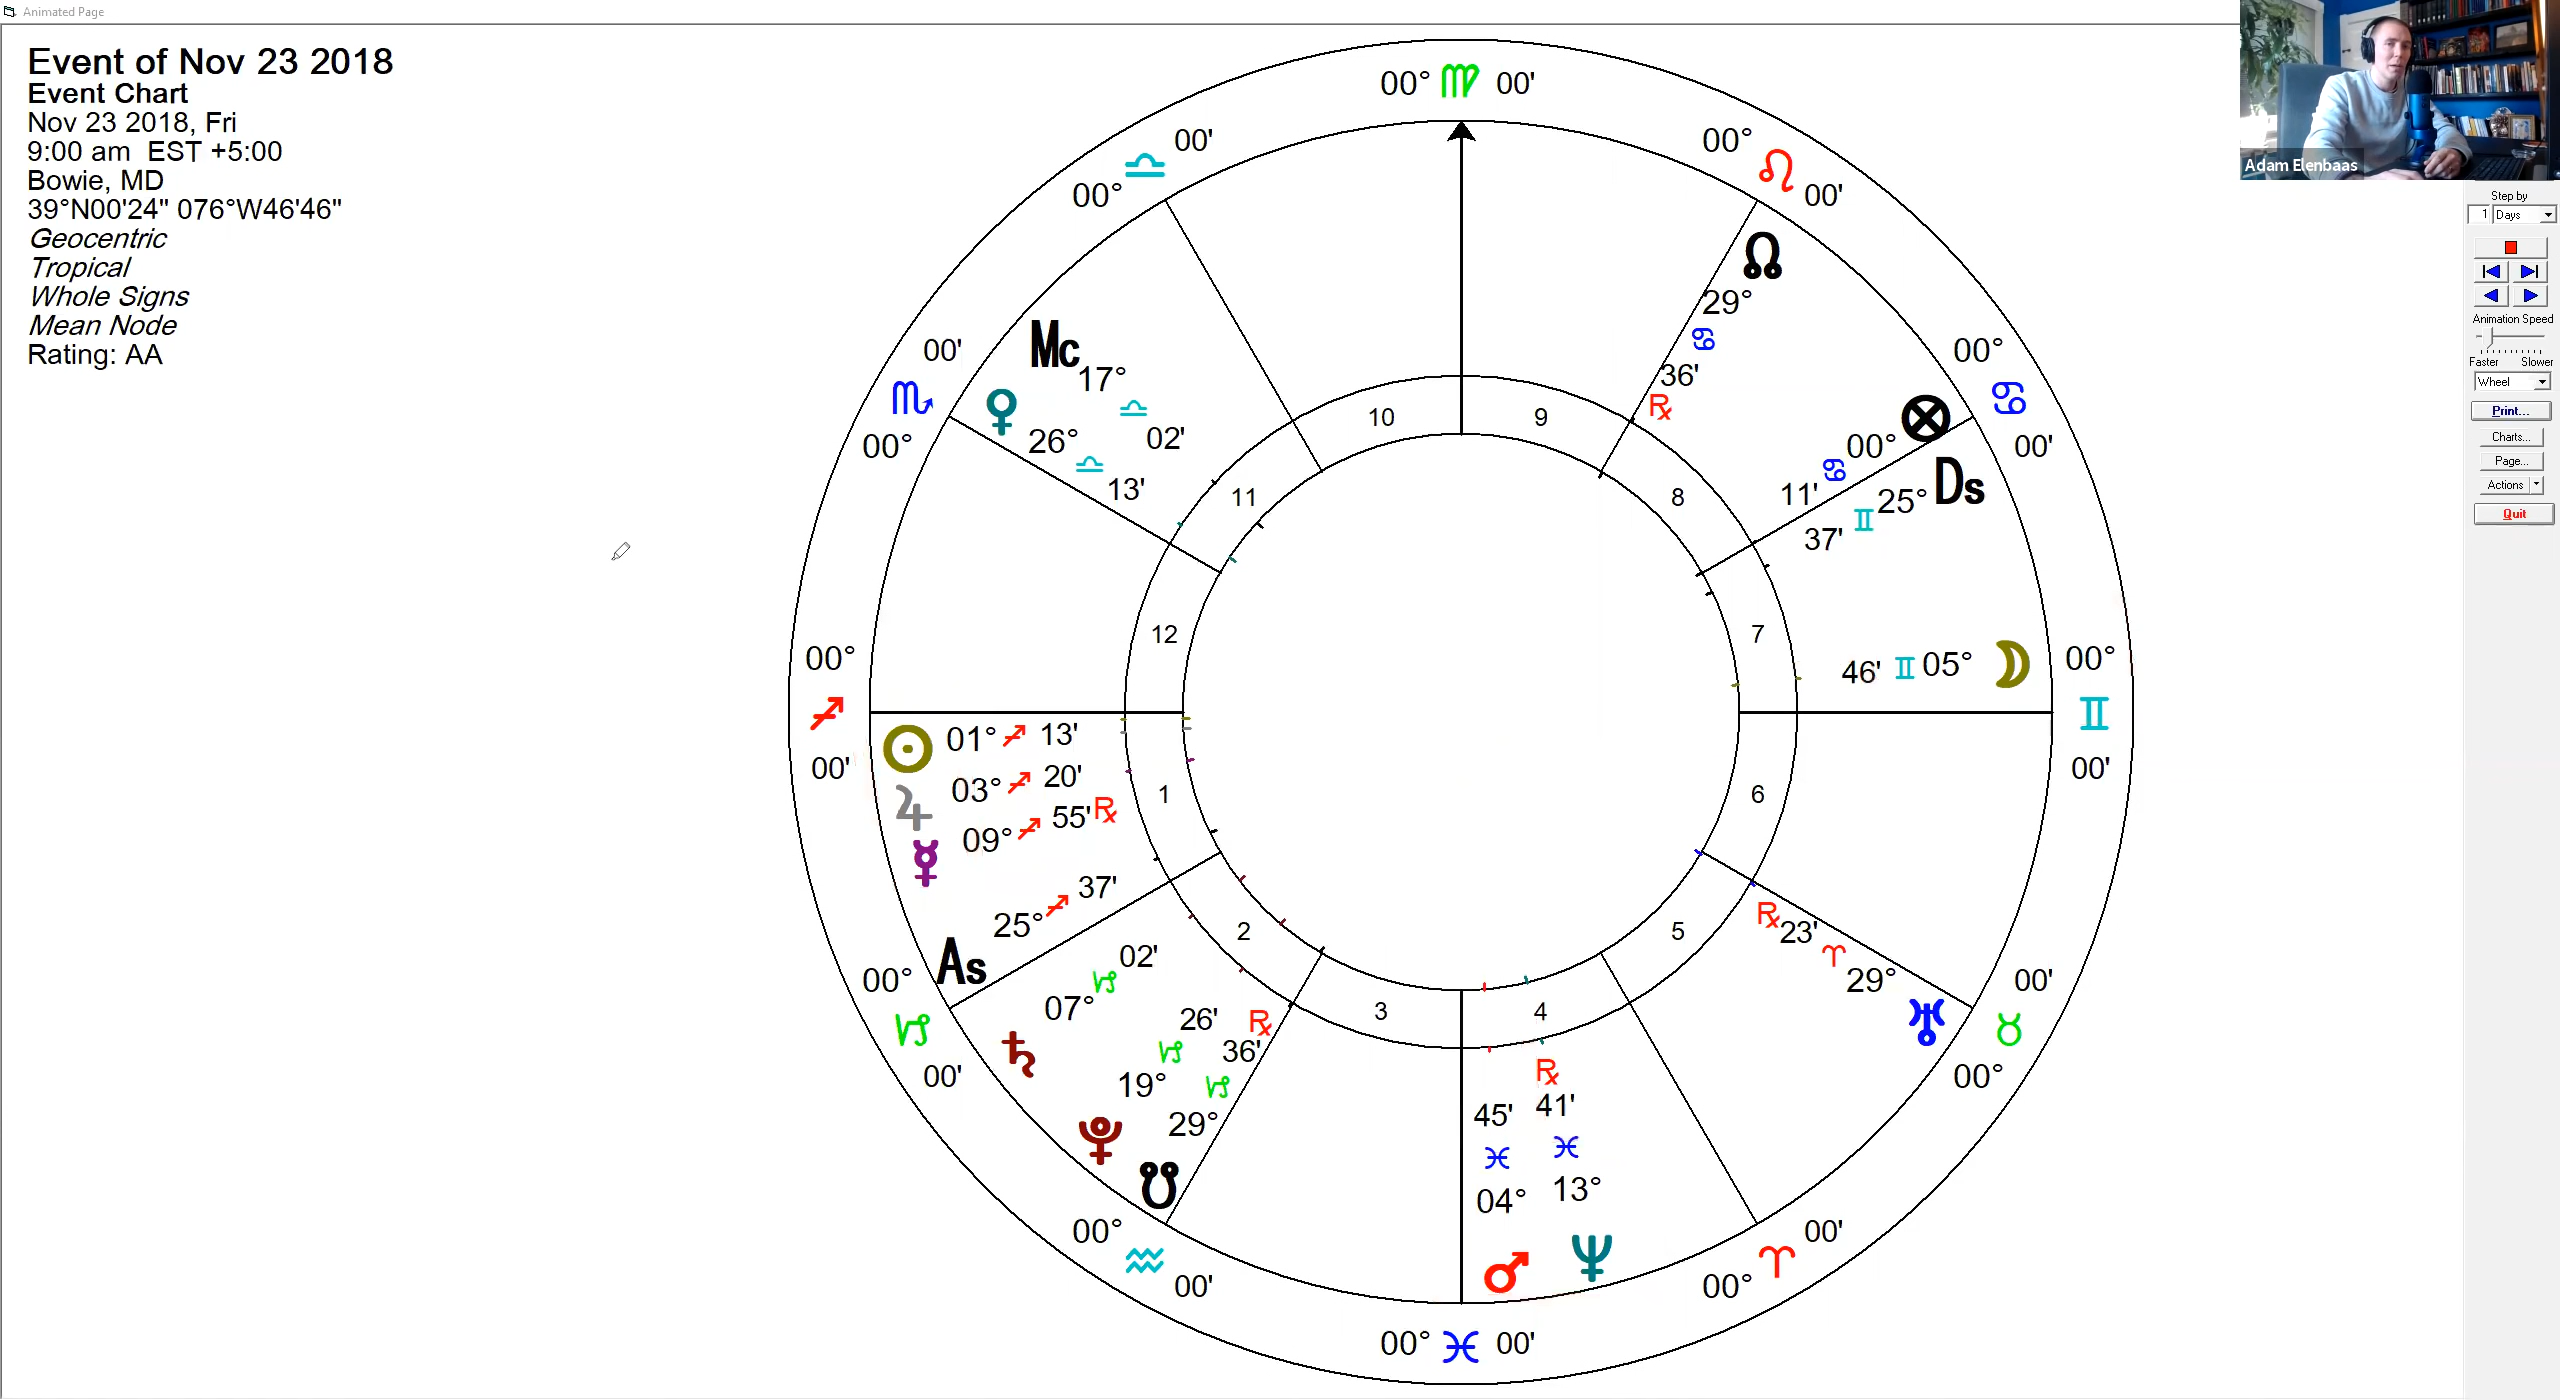 Animated Page
Event of Nov 23 2018
Event Chart
Nov 23 2018, Fri
9:00 am EST +5:00
Bowie, MD
39°N00'24" 076°W46'46"
Geocentric
Tropical
Whole Signs
Mean Node
Rating: AA
Adam Elenbaas
Step by
1 Days
Animation Speed
Faster Slower
Wheel
Print...
Charts...
Page...
Actions
Quit
00° ♍ 00'
00° ♌ 00'
00° ♋ 00'
00° ♊ 00'
00° ♉ 00'
00° ♈ 00'
00° ♓ 00'
00° ♒ 00'
00° ♑ 00'
00° ♐ 00'
00° ♏ 00'
00° ♎ 00'
Mc 17° ♎ 02'
♀ 26° ♎ 13'
☊ 29° ♋ 36' ℞
⊗ 00° ♋ 11'
Ds 25° ♊ 37'
☽ 05° ♊ 46'
♅ 29° ♈ 23' ℞
♆ 13° ♓ 41' ℞
♂ 04° ♓ 45'
☋ 29° ♑ 36' ℞
♇ 19° ♑ 26'
♄ 07° ♑ 02'
As 25° ♐ 37'
☿ 09° ♐ 55' ℞
♃ 03° ♐ 20'
☉ 01° ♐ 13'
1
2
3
4
5
6
7
8
9
10
11
12